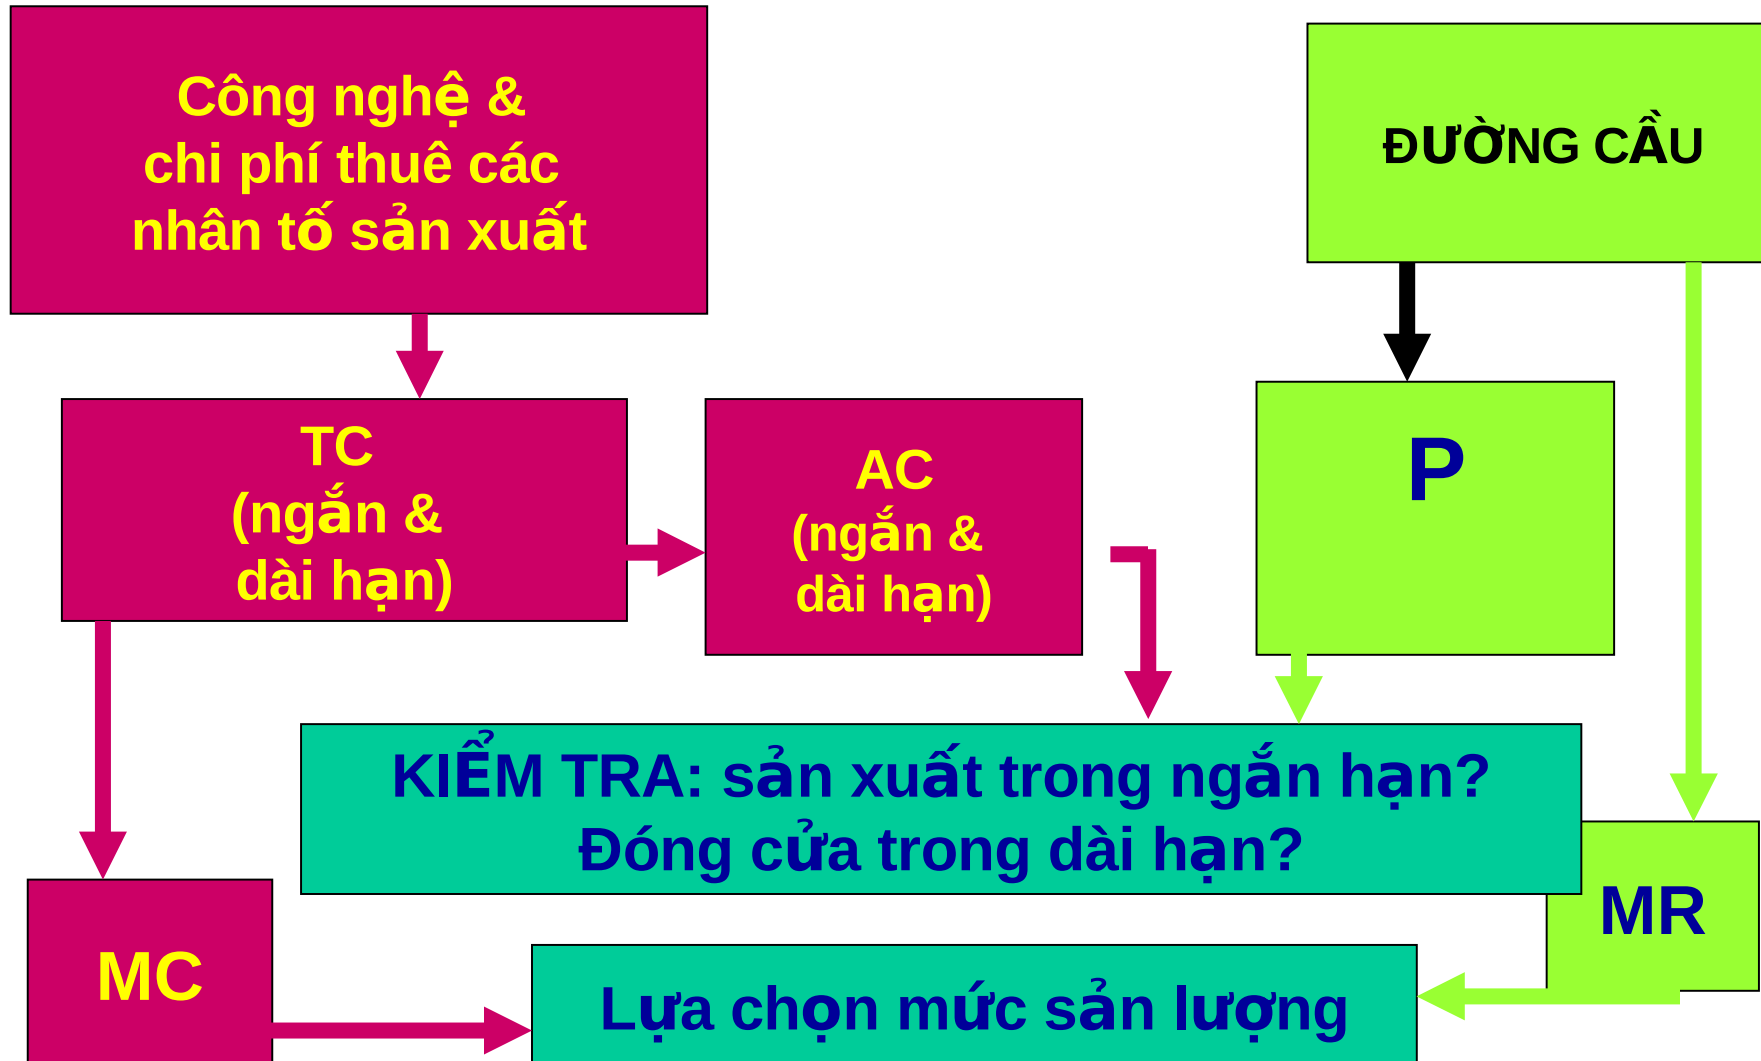 Công nghệ &
chi phí thuê các
nhân tố sản xuất
ĐƯỜNG CẦU
TC
(ngắn &
dài hạn)
AC
(ngắn &
dài hạn)
P
KIỂM TRA: sản xuất trong ngắn hạn?
Đóng cửa trong dài hạn?
MR
MC
Lựa chọn mức sản lượng